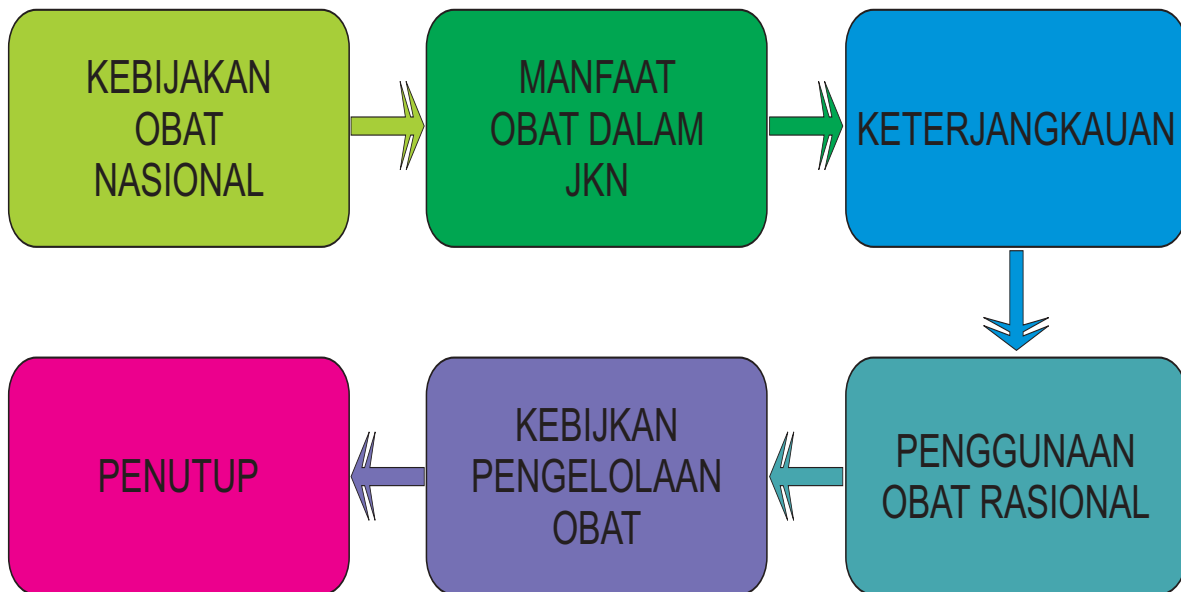 KEBIJAKAN
OBAT
NASIONAL
MANFAAT
OBAT DALAM
JKN
KETERJANGKAUAN
PENGGUNAAN
OBAT RASIONAL
KEBIJKAN
PENGELOLAAN
OBAT
PENUTUP